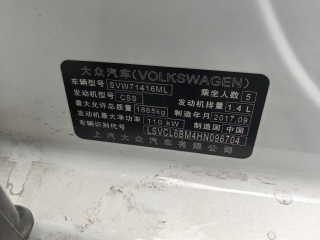 大众汽车(VOLKSWAGEN)
车辆型号 SVW71416ML 乘坐人数 5
发动机型号 CSS 发动机排量 1.4 L
最大允许总质量 1865kg 制造年月 2017.09
发动机最大净功率 110 kW 制造国 中国
车辆识别代号 LSVCL6BM4HN096704
上汽大众汽车有限公司